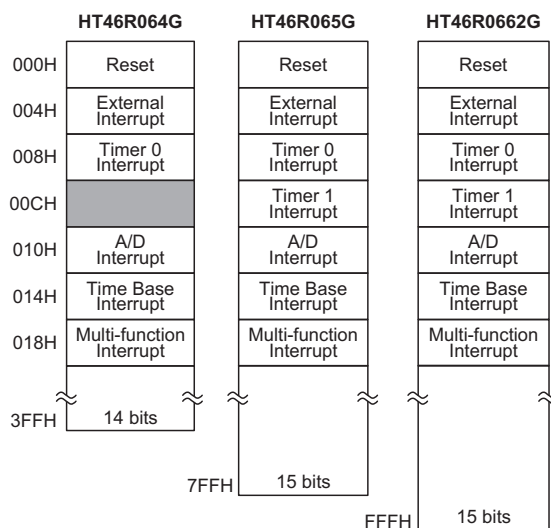 HT46R064G HT46R065G HT46R0662G
000H Reset Reset Reset
004H External Interrupt External Interrupt External Interrupt
008H Timer 0 Interrupt Timer 0 Interrupt Timer 0 Interrupt
00CH Timer 1 Interrupt Timer 1 Interrupt
010H A/D Interrupt A/D Interrupt A/D Interrupt
014H Time Base Interrupt Time Base Interrupt Time Base Interrupt
018H Multi-function Interrupt Multi-function Interrupt Multi-function Interrupt
3FFH 14 bits
7FFH 15 bits
FFFH 15 bits